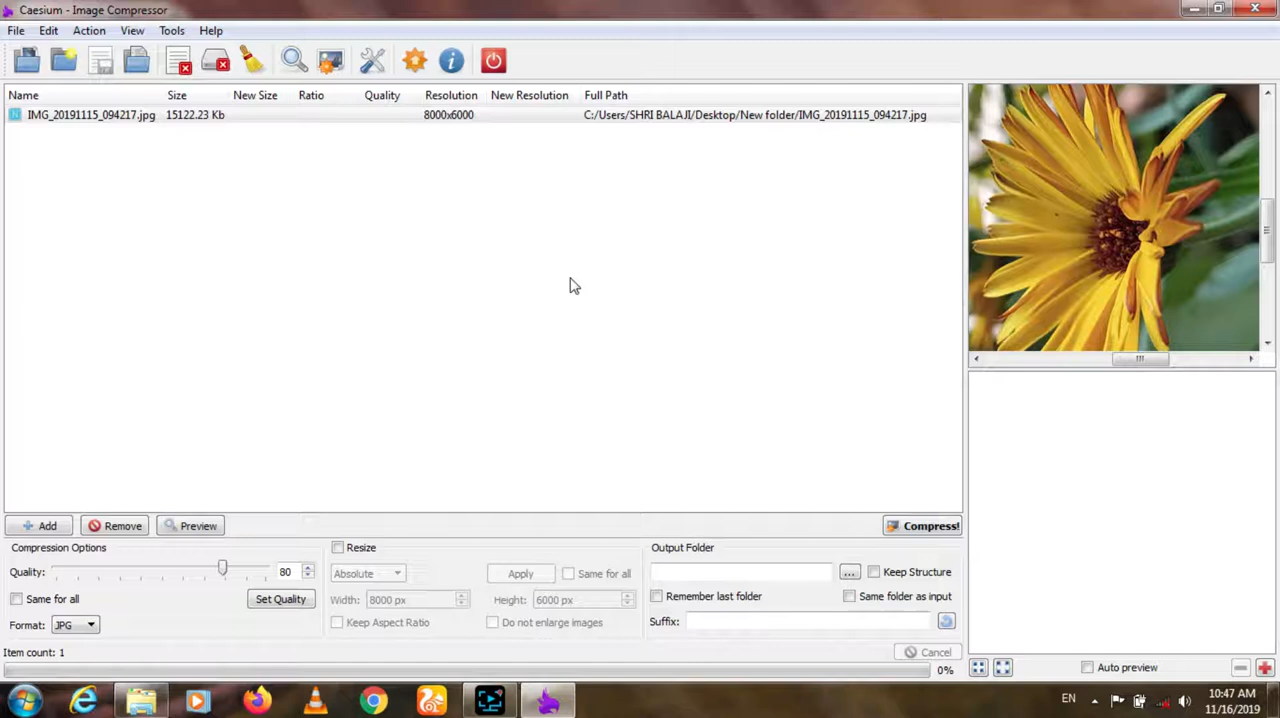 Caesium - Image Compressor
File Edit Action View Tools Help
Name Size New Size Ratio Quality Resolution New Resolution Full Path
IMG_20191115_094217.jpg 15122.23 Kb 8000x6000 C:/Users/SHRI BALAJI/Desktop/New folder/IMG_20191115_094217.jpg
Add Remove Preview Compress!
Compression Options Resize Output Folder
Quality: 80 Absolute Apply Same for all ... Keep Structure
Same for all Set Quality Width: 8000 px Height: 6000 px Remember last folder Same folder as input
Format: JPG Keep Aspect Ratio Do not enlarge images Suffix:
Item count: 1 Cancel
0% Auto preview
EN 10:47 AM
11/16/2019